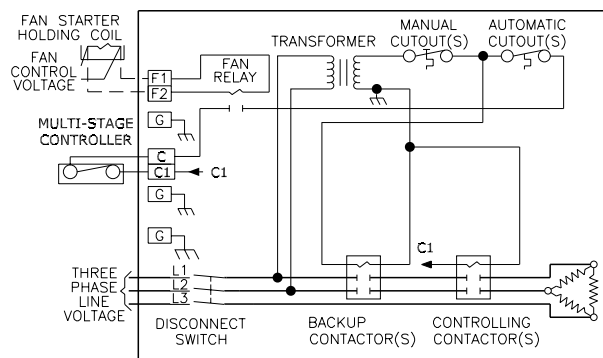 FAN STARTER
HOLDING COIL
FAN
CONTROL
VOLTAGE
F1
F2
FAN
RELAY
TRANSFORMER
MANUAL
CUTOUT(S)
AUTOMATIC
CUTOUT(S)
G
MULTI-STAGE
CONTROLLER
C
C1
C1
G
G
C1
THREE
PHASE
LINE
VOLTAGE
L1
L2
L3
DISCONNECT
SWITCH
BACKUP
CONTACTOR(S)
CONTROLLING
CONTACTOR(S)